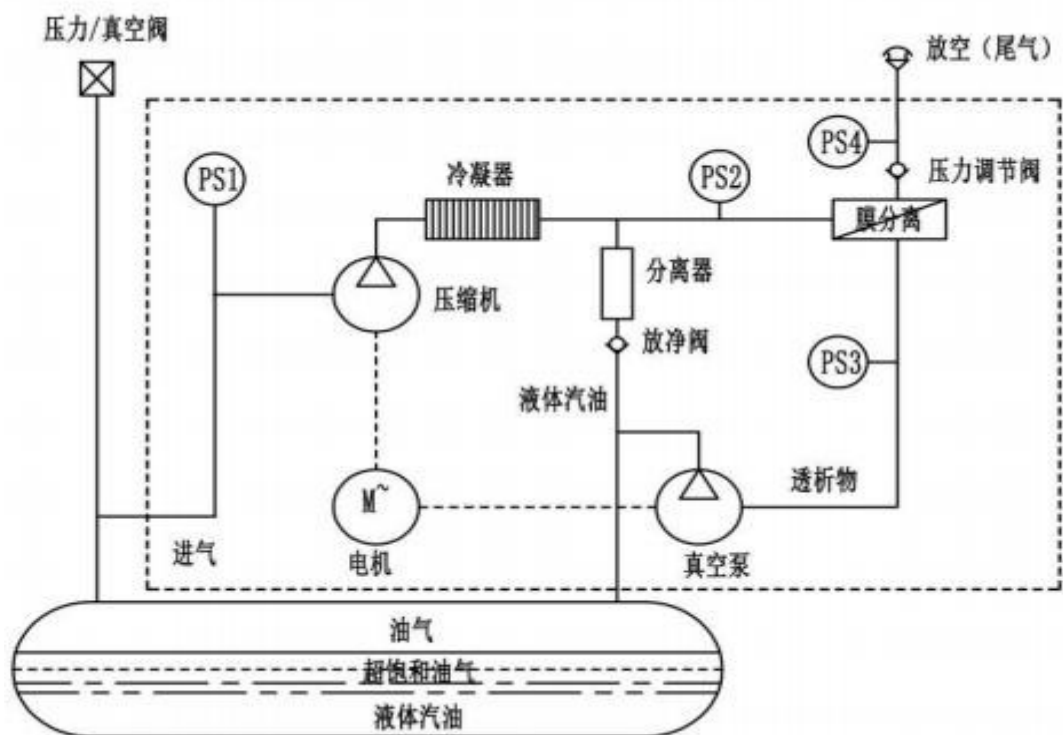 压力/真空阀
放空（尾气）
PS4
PS1
冷凝器
PS2
压力调节阀
膜分离
分离器
压缩机
放净阀
PS3
液体汽油
透析物
M~
进气
电机
真空泵
油气
超饱和油气
液体汽油